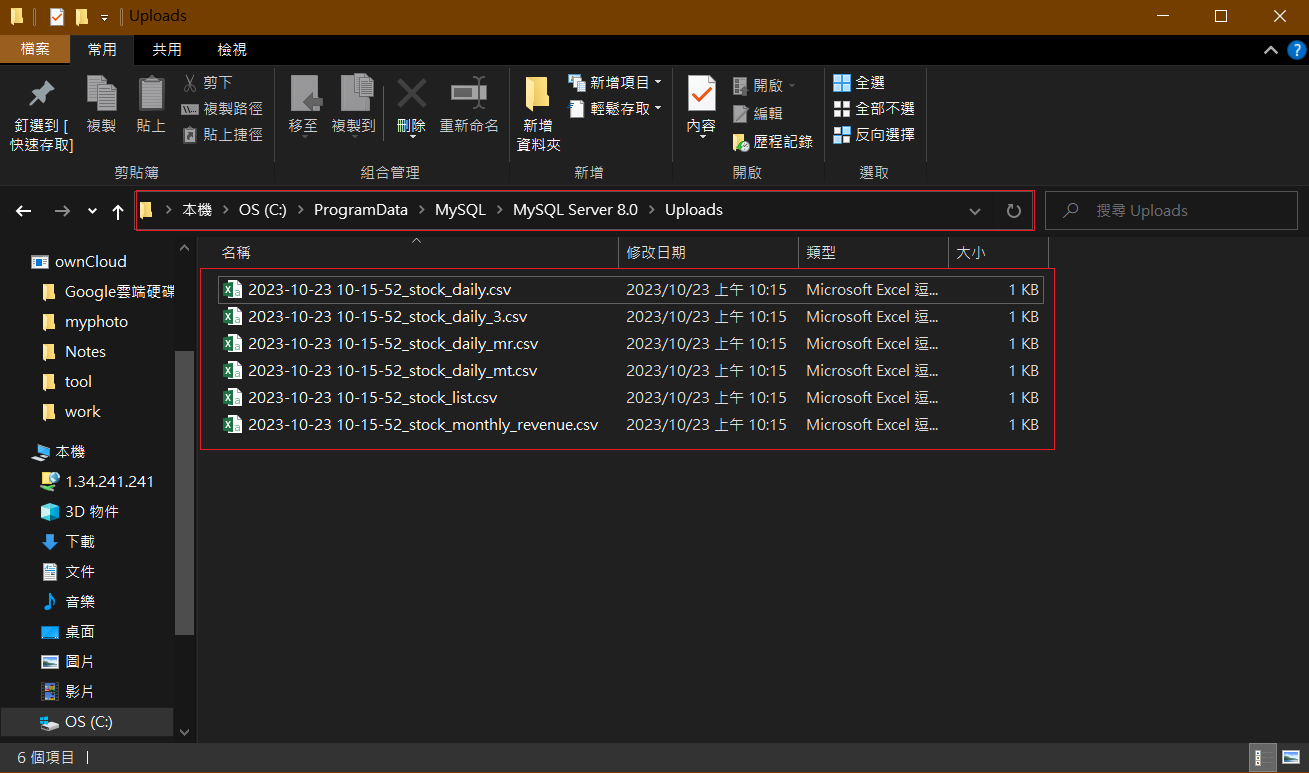 Uploads
檔案 常用 共用 檢視
釘選到 [
快速存取]
複製
貼上
剪下
複製路徑
貼上捷徑
剪貼簿
移至
複製到
刪除
重新命名
組合管理
新增
資料夾
新增項目
輕鬆存取
新增
內容
開啟
編輯
歷程記錄
開啟
全選
全部不選
反向選擇
選取
本機 OS (C:) ProgramData MySQL MySQL Server 8.0 Uploads
搜尋 Uploads
ownCloud
Google雲端硬碟
myphoto
Notes
tool
work
本機
1.34.241.241
3D 物件
下載
文件
音樂
桌面
圖片
影片
OS (C:)
名稱 修改日期 類型 大小
2023-10-23 10-15-52_stock_daily.csv 2023/10/23 上午 10:15 Microsoft Excel 逗... 1 KB
2023-10-23 10-15-52_stock_daily_3.csv 2023/10/23 上午 10:15 Microsoft Excel 逗... 1 KB
2023-10-23 10-15-52_stock_daily_mr.csv 2023/10/23 上午 10:15 Microsoft Excel 逗... 1 KB
2023-10-23 10-15-52_stock_daily_mt.csv 2023/10/23 上午 10:15 Microsoft Excel 逗... 1 KB
2023-10-23 10-15-52_stock_list.csv 2023/10/23 上午 10:15 Microsoft Excel 逗... 1 KB
2023-10-23 10-15-52_stock_monthly_revenue.csv 2023/10/23 上午 10:15 Microsoft Excel 逗... 1 KB
6 個項目